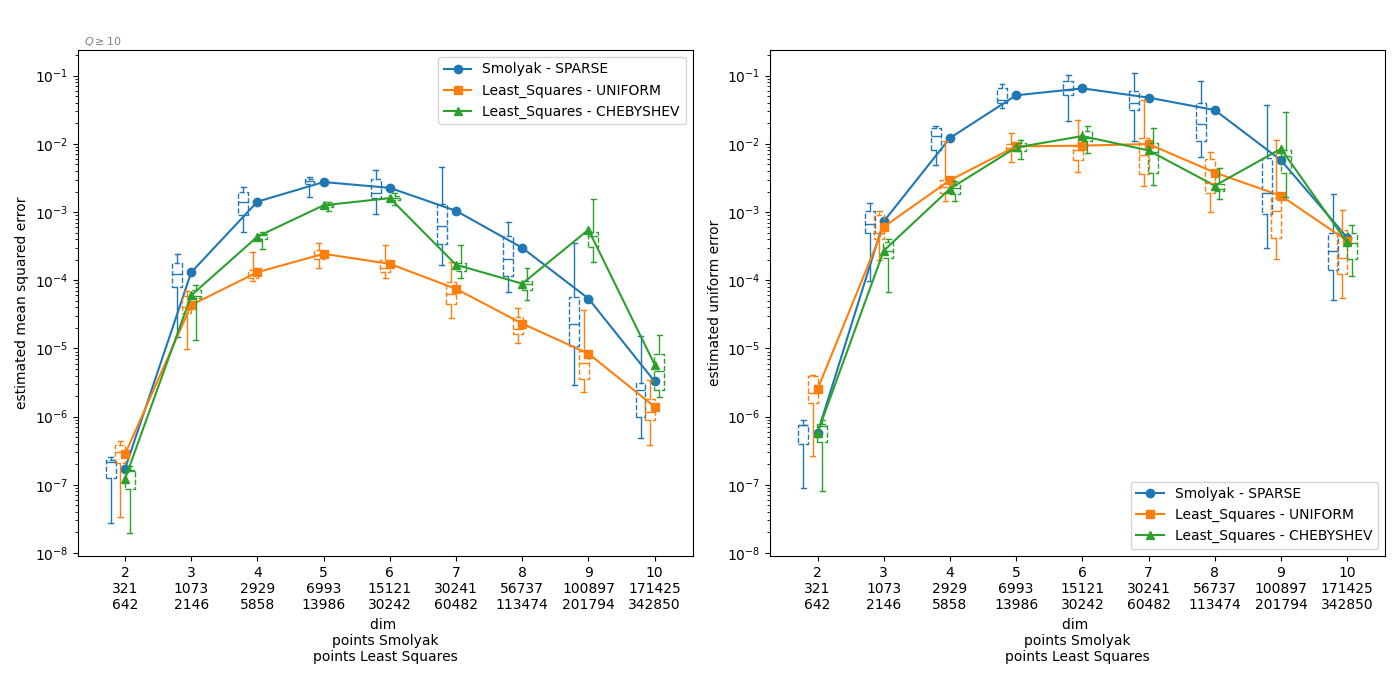 Q ≥ 10
Smolyak - SPARSE
Least_Squares - UNIFORM
Least_Squares - CHEBYSHEV
estimated mean squared error
10⁻¹
10⁻²
10⁻³
10⁻⁴
10⁻⁵
10⁻⁶
10⁻⁷
10⁻⁸
2 3 4 5 6 7 8 9 10
321 1073 2929 6993 15121 30241 56737 100897 171425
642 2146 5858 13986 30242 60482 113474 201794 342850
dim
points Smolyak
points Least Squares
estimated uniform error
10⁻¹
10⁻²
10⁻³
10⁻⁴
10⁻⁵
10⁻⁶
10⁻⁷
10⁻⁸
Smolyak - SPARSE
Least_Squares - UNIFORM
Least_Squares - CHEBYSHEV
2 3 4 5 6 7 8 9 10
321 1073 2929 6993 15121 30241 56737 100897 171425
642 2146 5858 13986 30242 60482 113474 201794 342850
dim
points Smolyak
points Least Squares